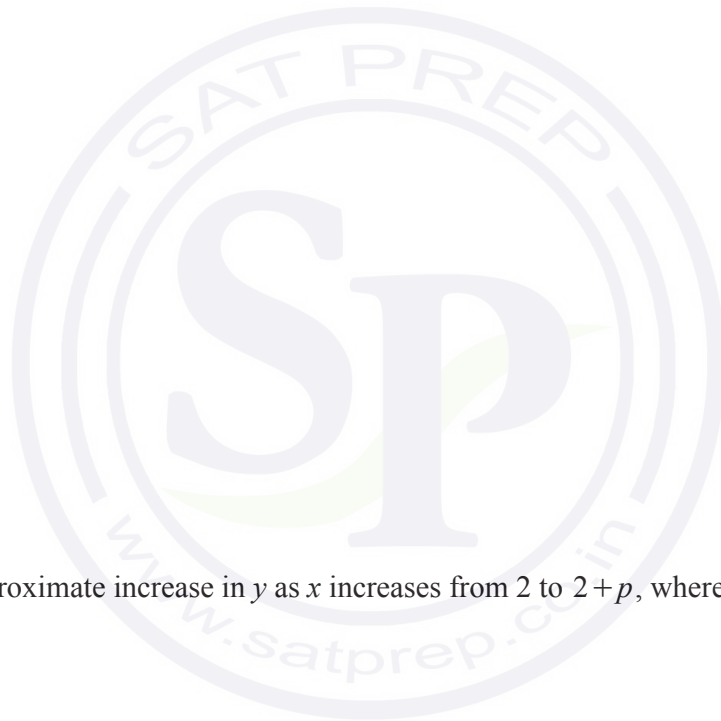 SAT PREP
SP
roximate increase in y as x increases from 2 to 2+p, where
www.satprep.co.in